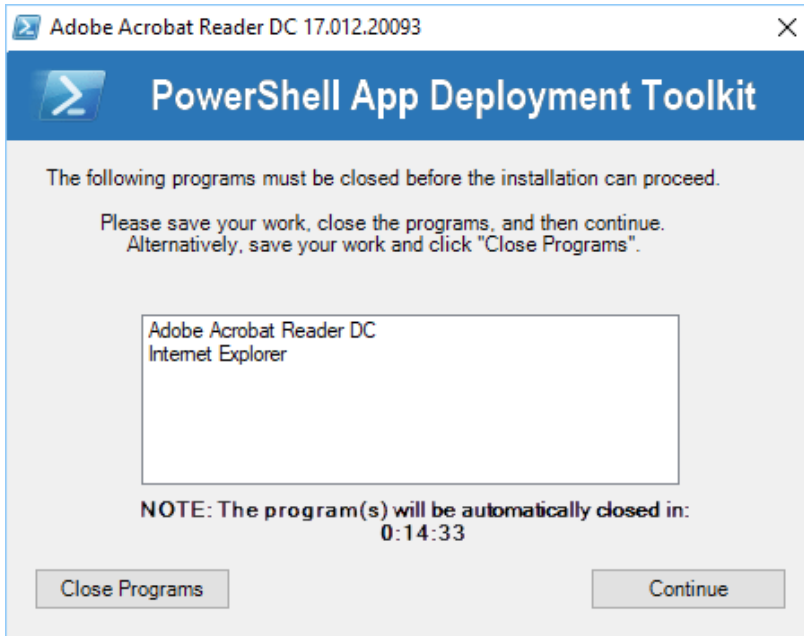 Adobe Acrobat Reader DC 17.012.20093
PowerShell App Deployment Toolkit
The following programs must be closed before the installation can proceed.
Please save your work, close the programs, and then continue.
Alternatively, save your work and click "Close Programs".
Adobe Acrobat Reader DC
Internet Explorer
NOTE: The program(s) will be automatically closed in:
0:14:33
Close Programs
Continue